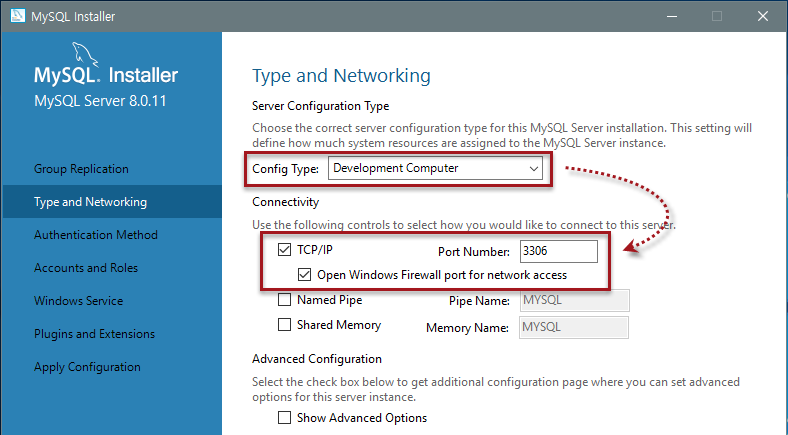 MySQL Installer
MySQL. Installer
MySQL Server 8.0.11
Group Replication
Type and Networking
Authentication Method
Accounts and Roles
Windows Service
Plugins and Extensions
Apply Configuration
Type and Networking
Server Configuration Type
Choose the correct server configuration type for this MySQL Server installation. This setting will
define how much system resources are assigned to the MySQL Server instance.
Config Type: Development Computer
Connectivity
Use the following controls to select how you would like to connect to this server.
TCP/IP Port Number: 3306
Open Windows Firewall port for network access
Named Pipe Pipe Name: MYSQL
Shared Memory Memory Name: MYSQL
Advanced Configuration
Select the check box below to get additional configuration page where you can set advanced
options for this server instance.
Show Advanced Options